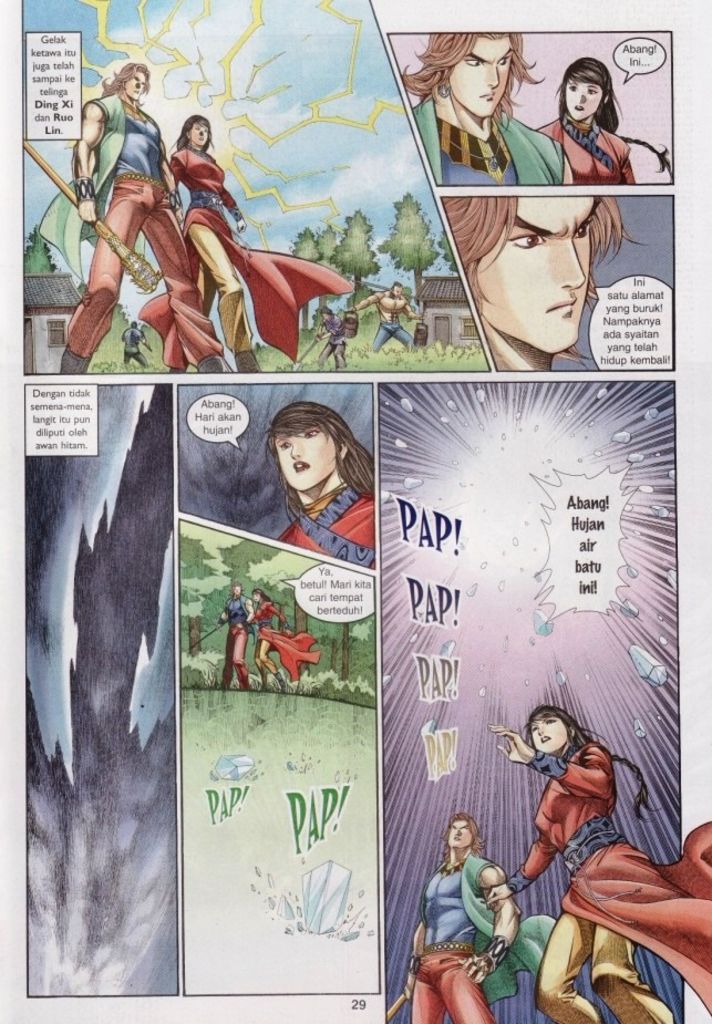 Gelak
ketawa itu
juga telah
sampai ke
telinga
Ding Xi
dan Ruo
Lin.
Abang!
Ini...
Ini
satu alamat
yang buruk!
Nampaknya
ada syaitan
yang telah
hidup kembali!
Dengan tidak
semena-mena,
langit itu pun
diliputi oleh
awan hitam.
Abang!
Hari akan
hujan!
Ya,
betul! Mari kita
cari tempat
berteduh!
PAP!
PAP!
Abang!
Hujan
air
batu
ini!
PAP!
PAP!
PAP!
PAP!
29